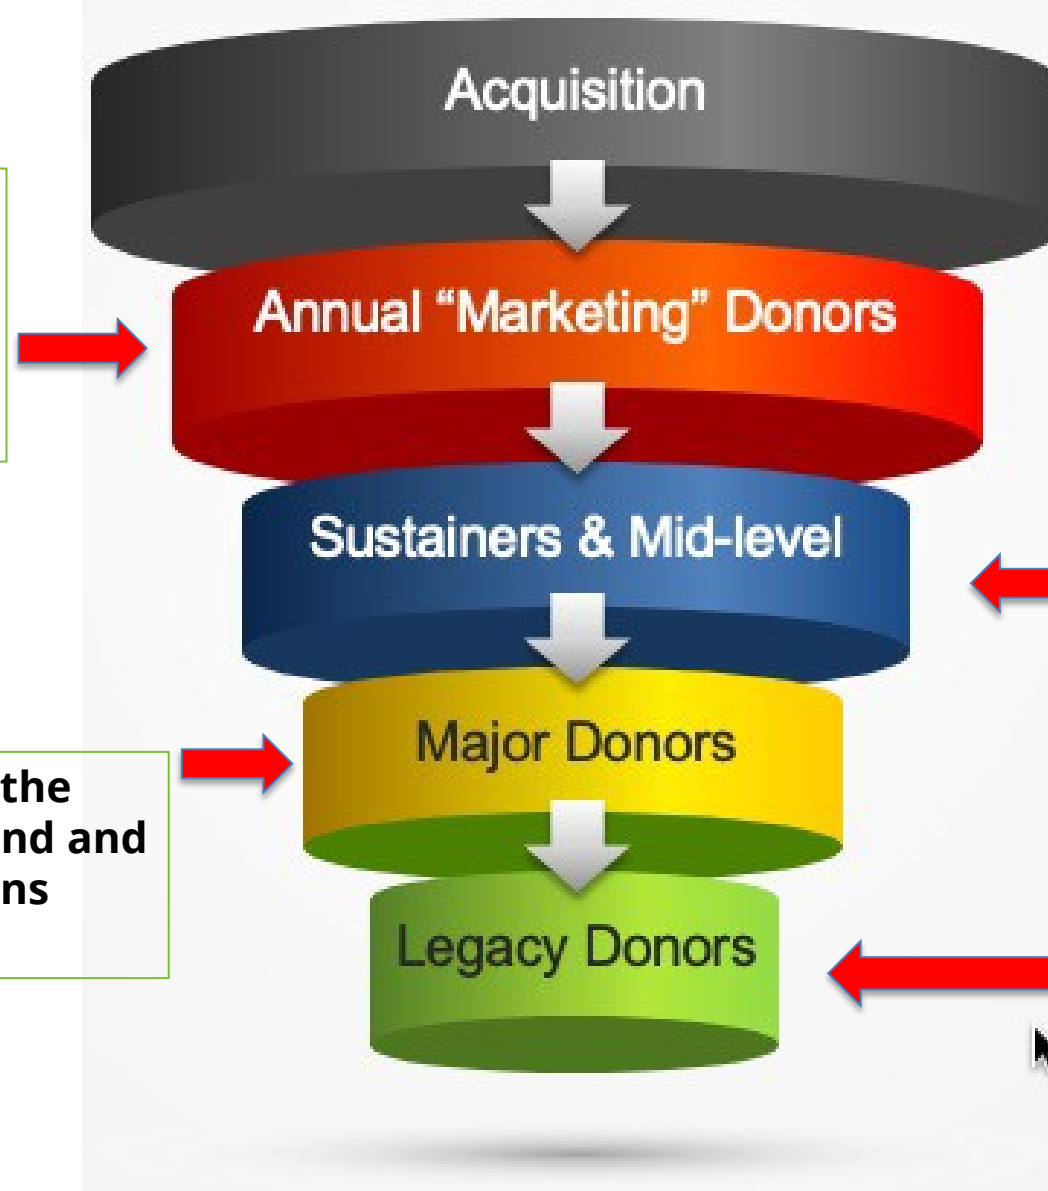 Acquisition
Annual “Marketing” Donors
Sustainers & Mid-level
Major Donors
the
nd and
ns
Legacy Donors